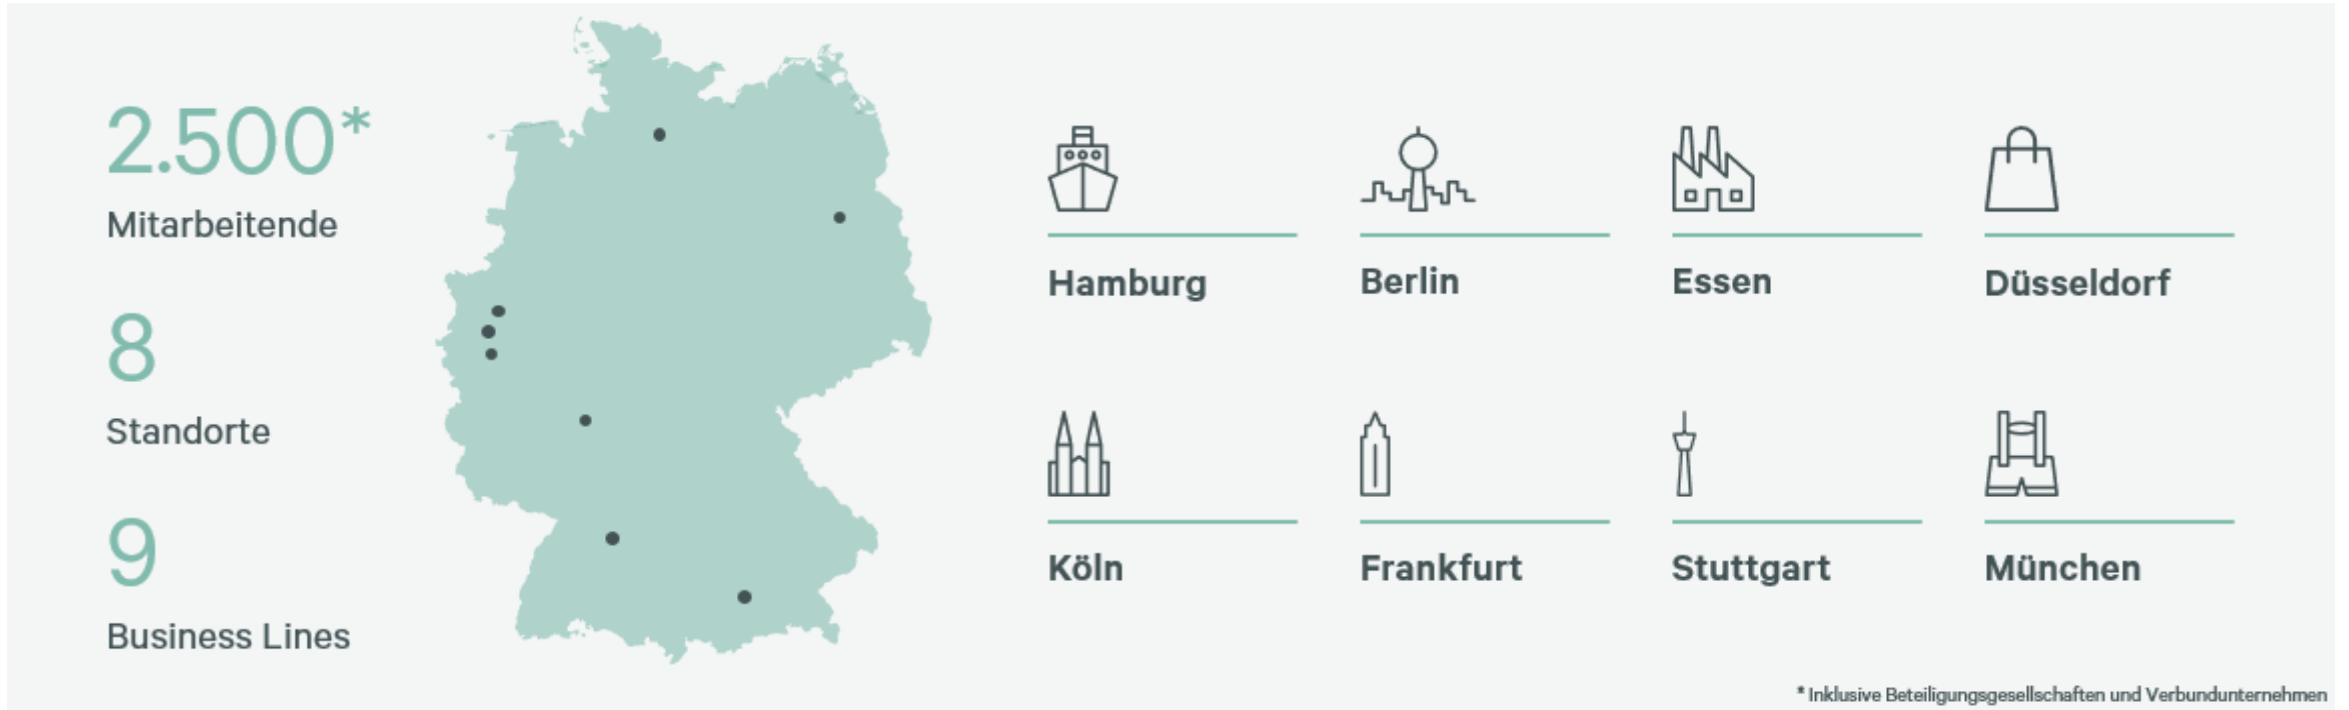 2.500*
Mitarbeitende
8
Standorte
9
Business Lines
Hamburg
Berlin
Essen
Düsseldorf
Köln
Frankfurt
Stuttgart
München
* Inklusive Beteiligungsgesellschaften und Verbundunternehmen